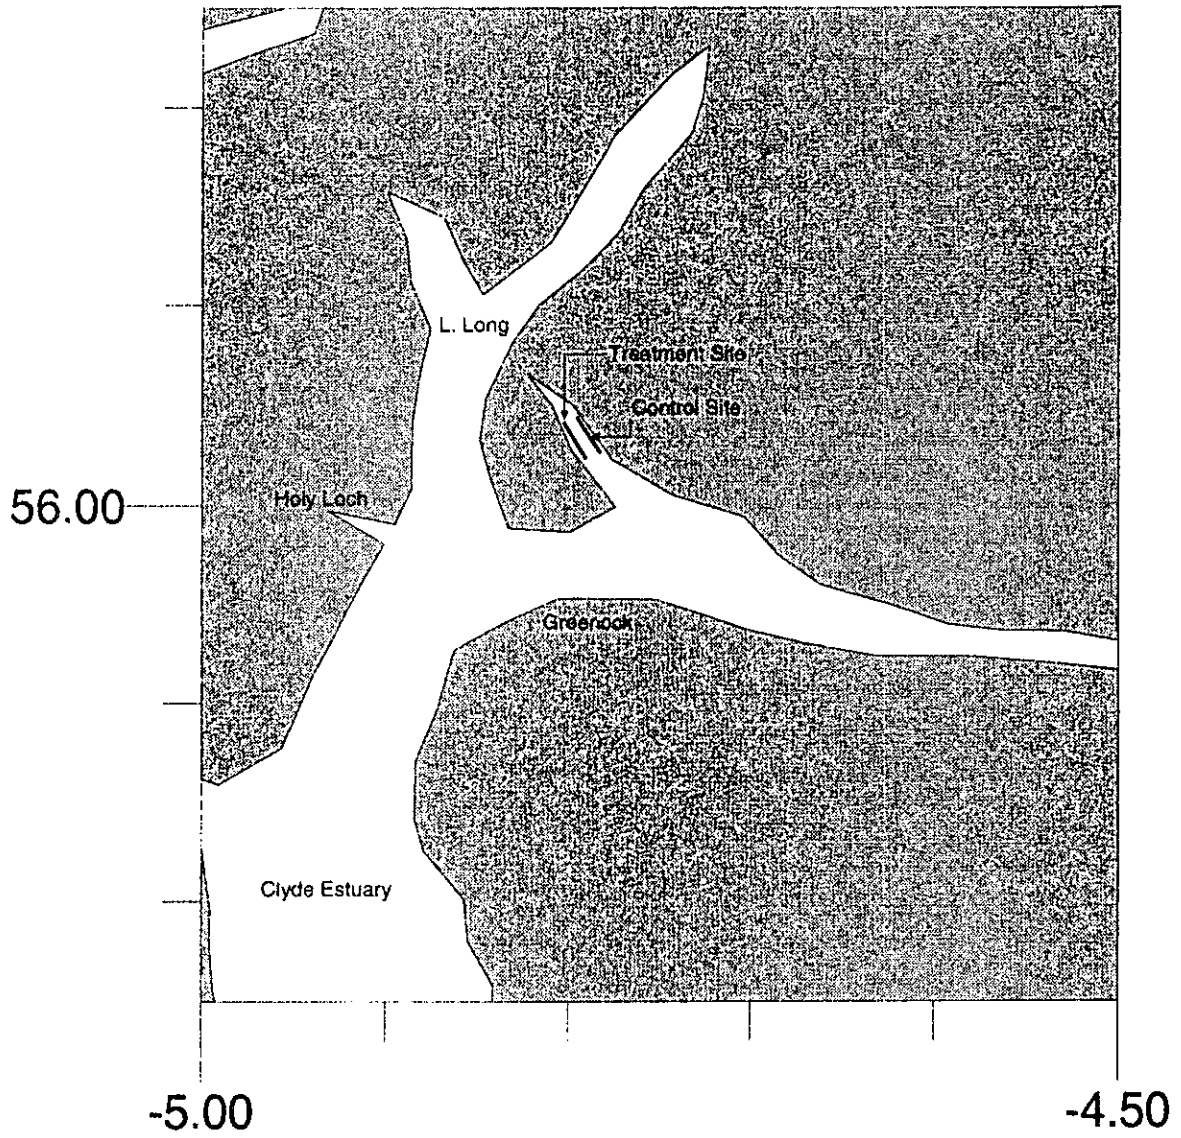 L. Long
Treatment Site
Control Site
Holy Loch
56.00
Greenock
Clyde Estuary
-5.00
-4.50